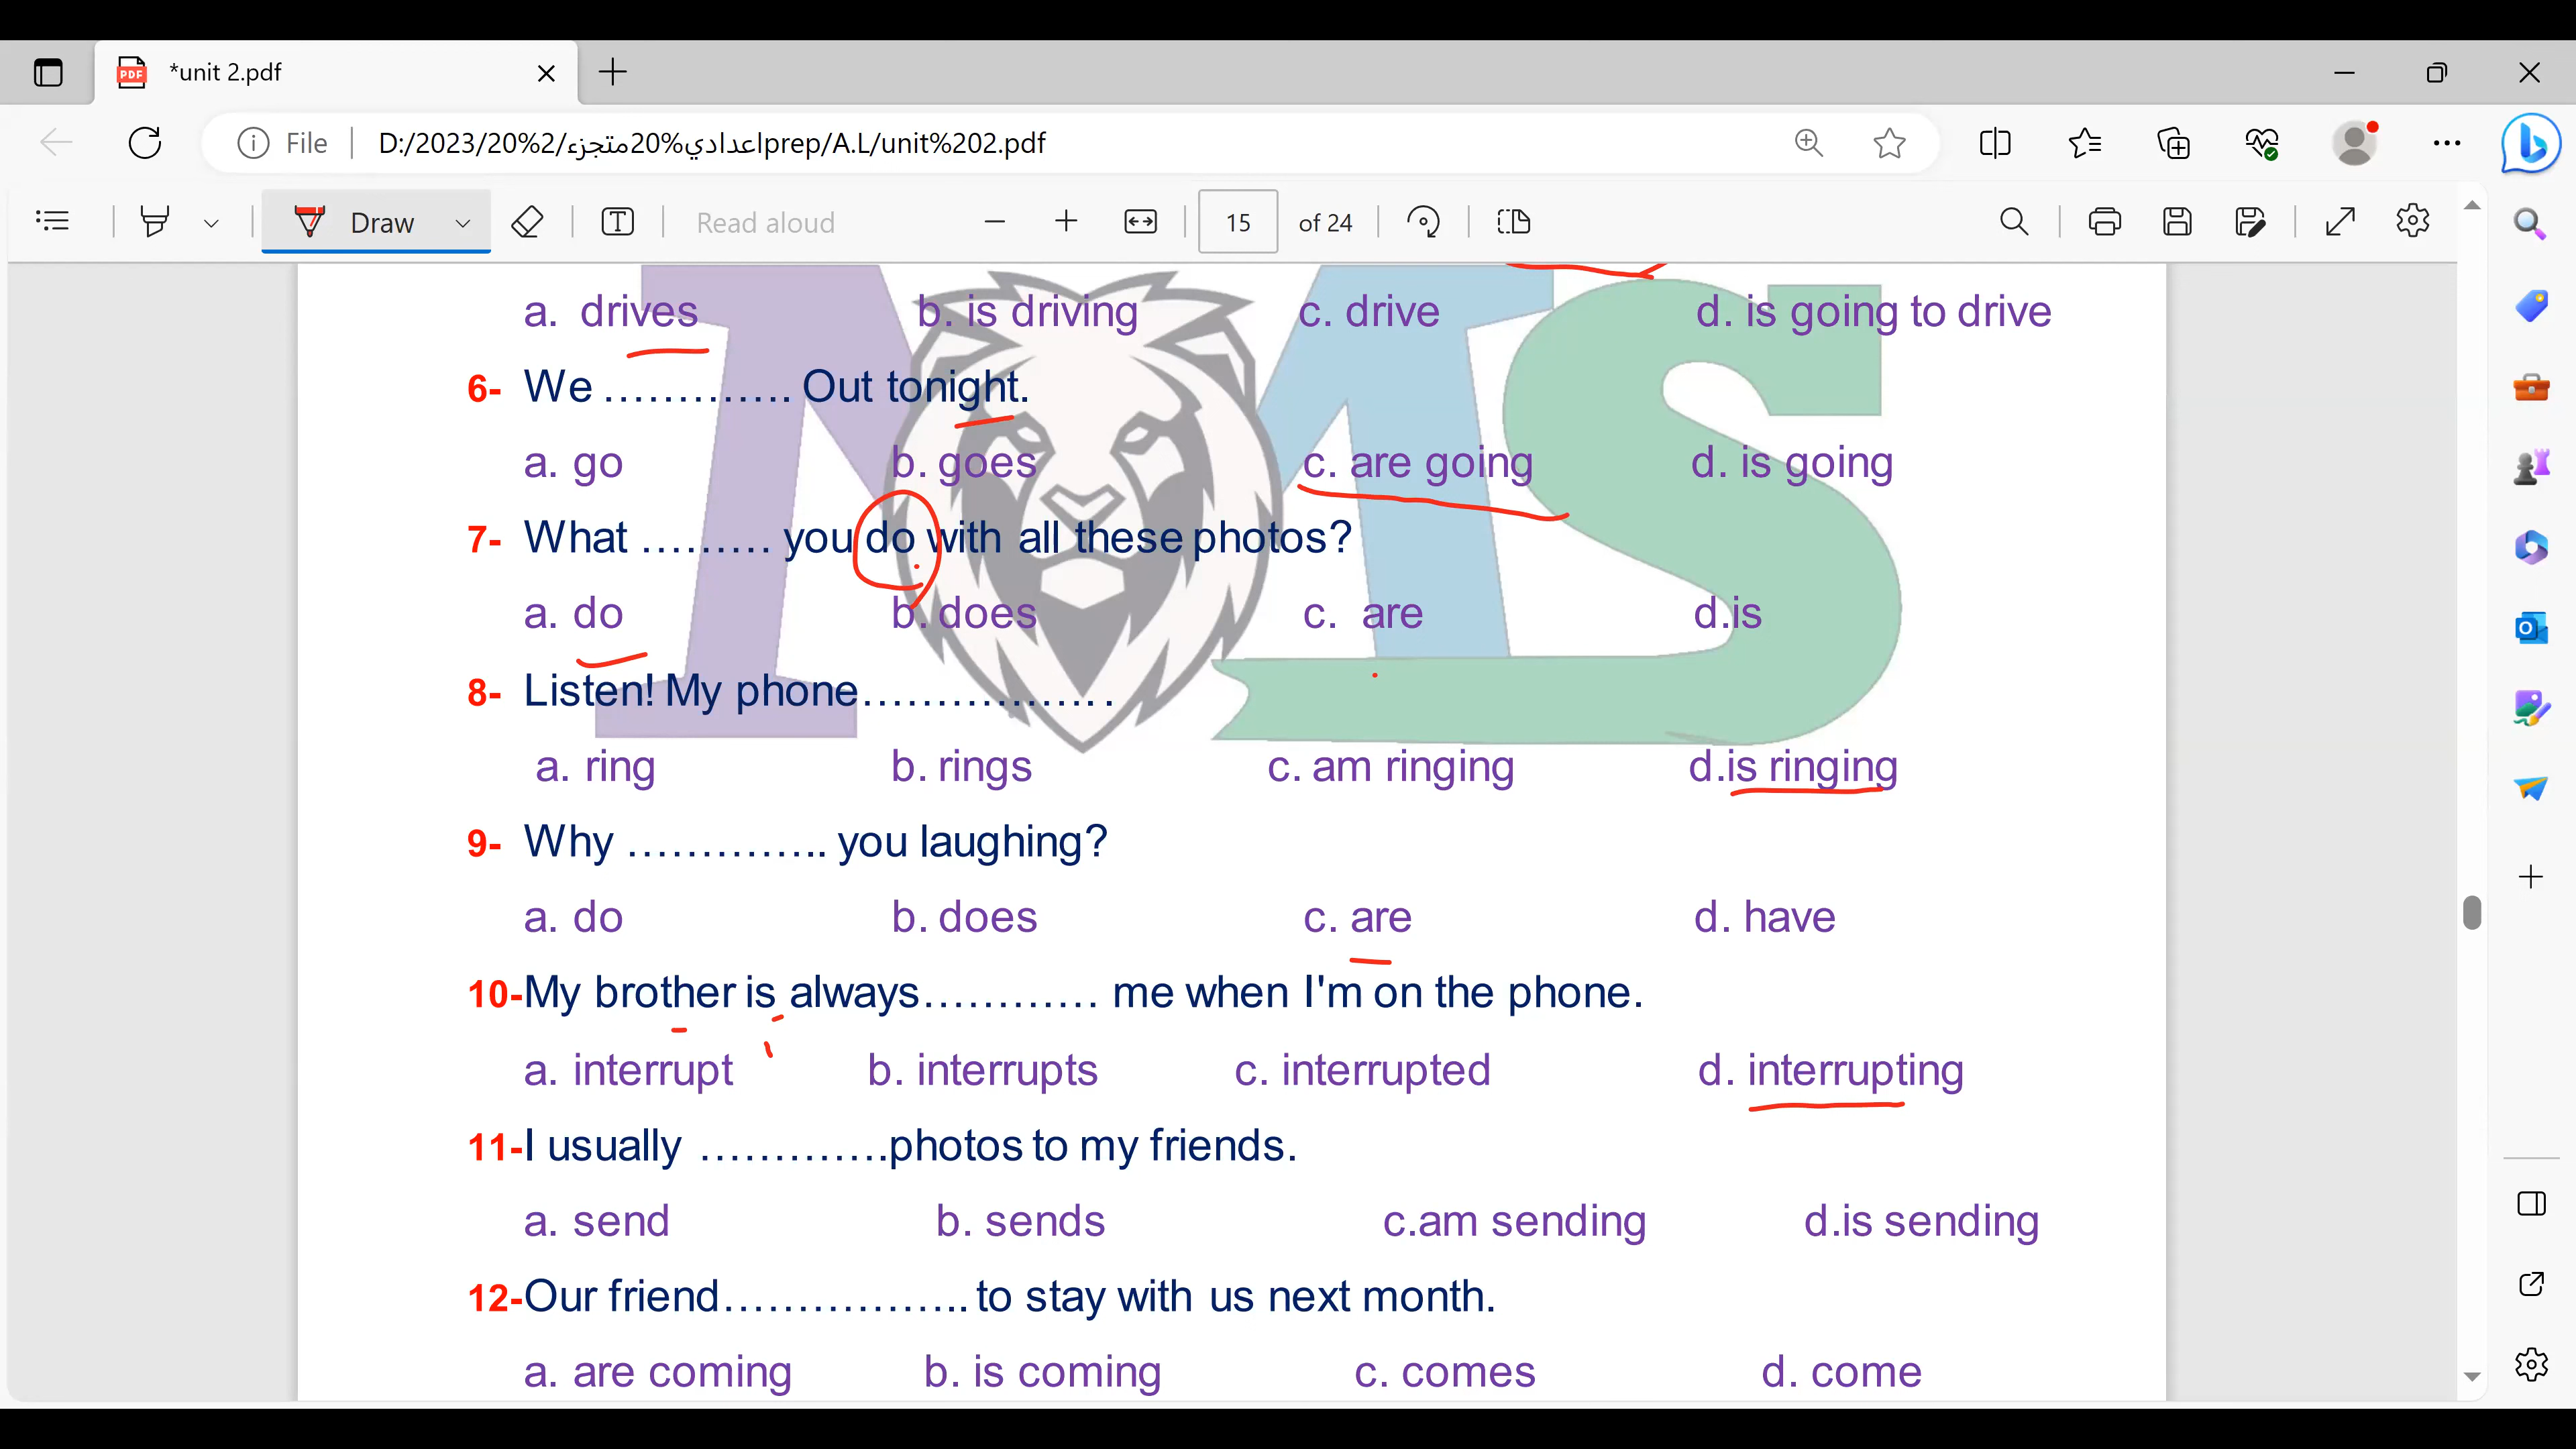 *unit 2.pdf
File D:/2023/20%2/اعدادي%20متجزءprep/A.L/unit%202.pdf
Draw Read aloud 15 of 24
a. drives b. is driving c. drive d. is going to drive
6- We …………. Out tonight.
a. go b. goes c. are going d. is going
7- What ……… you do with all these photos?
a. do b. does c. are d.is
8- Listen! My phone……………. .
a. ring b. rings c. am ringing d.is ringing
9- Why ………….. you laughing?
a. do b. does c. are d. have
10-My brother is always………… me when I'm on the phone.
a. interrupt b. interrupts c. interrupted d. interrupting
11-I usually ………….photos to my friends.
a. send b. sends c.am sending d.is sending
12-Our friend…………….. to stay with us next month.
a. are coming b. is coming c. comes d. come